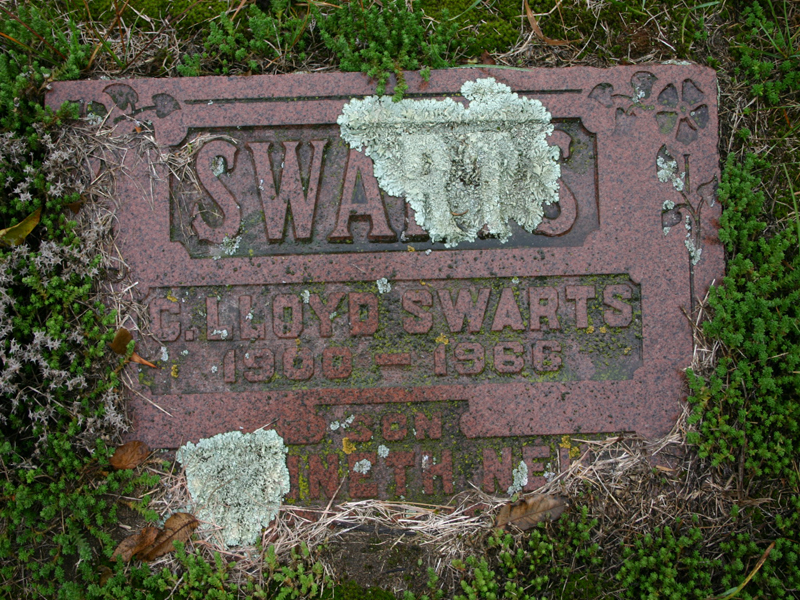 SWARTS
C. LLOYD SWARTS
1900 — 1966
SON